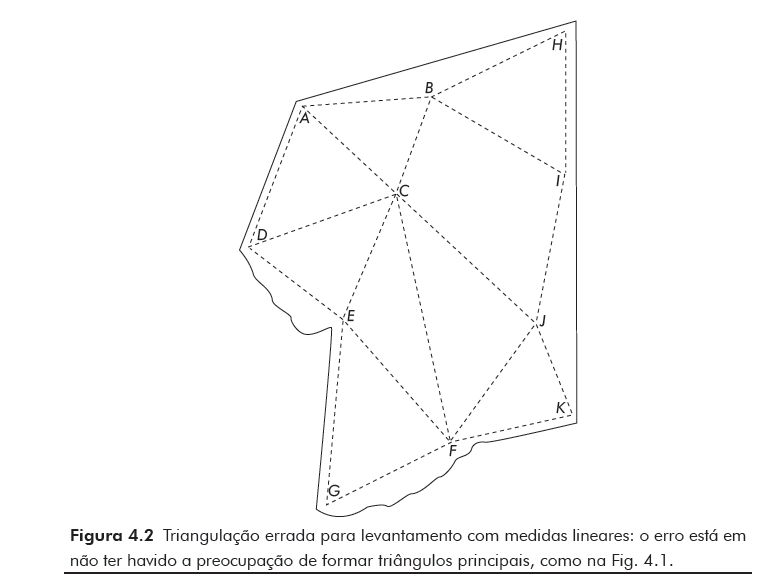 H
B
A
I
C
D
E
J
K
F
G
Figura 4.2 Triangulação errada para levantamento com medidas lineares: o erro está em
não ter havido a preocupação de formar triângulos principais, como na Fig. 4.1.